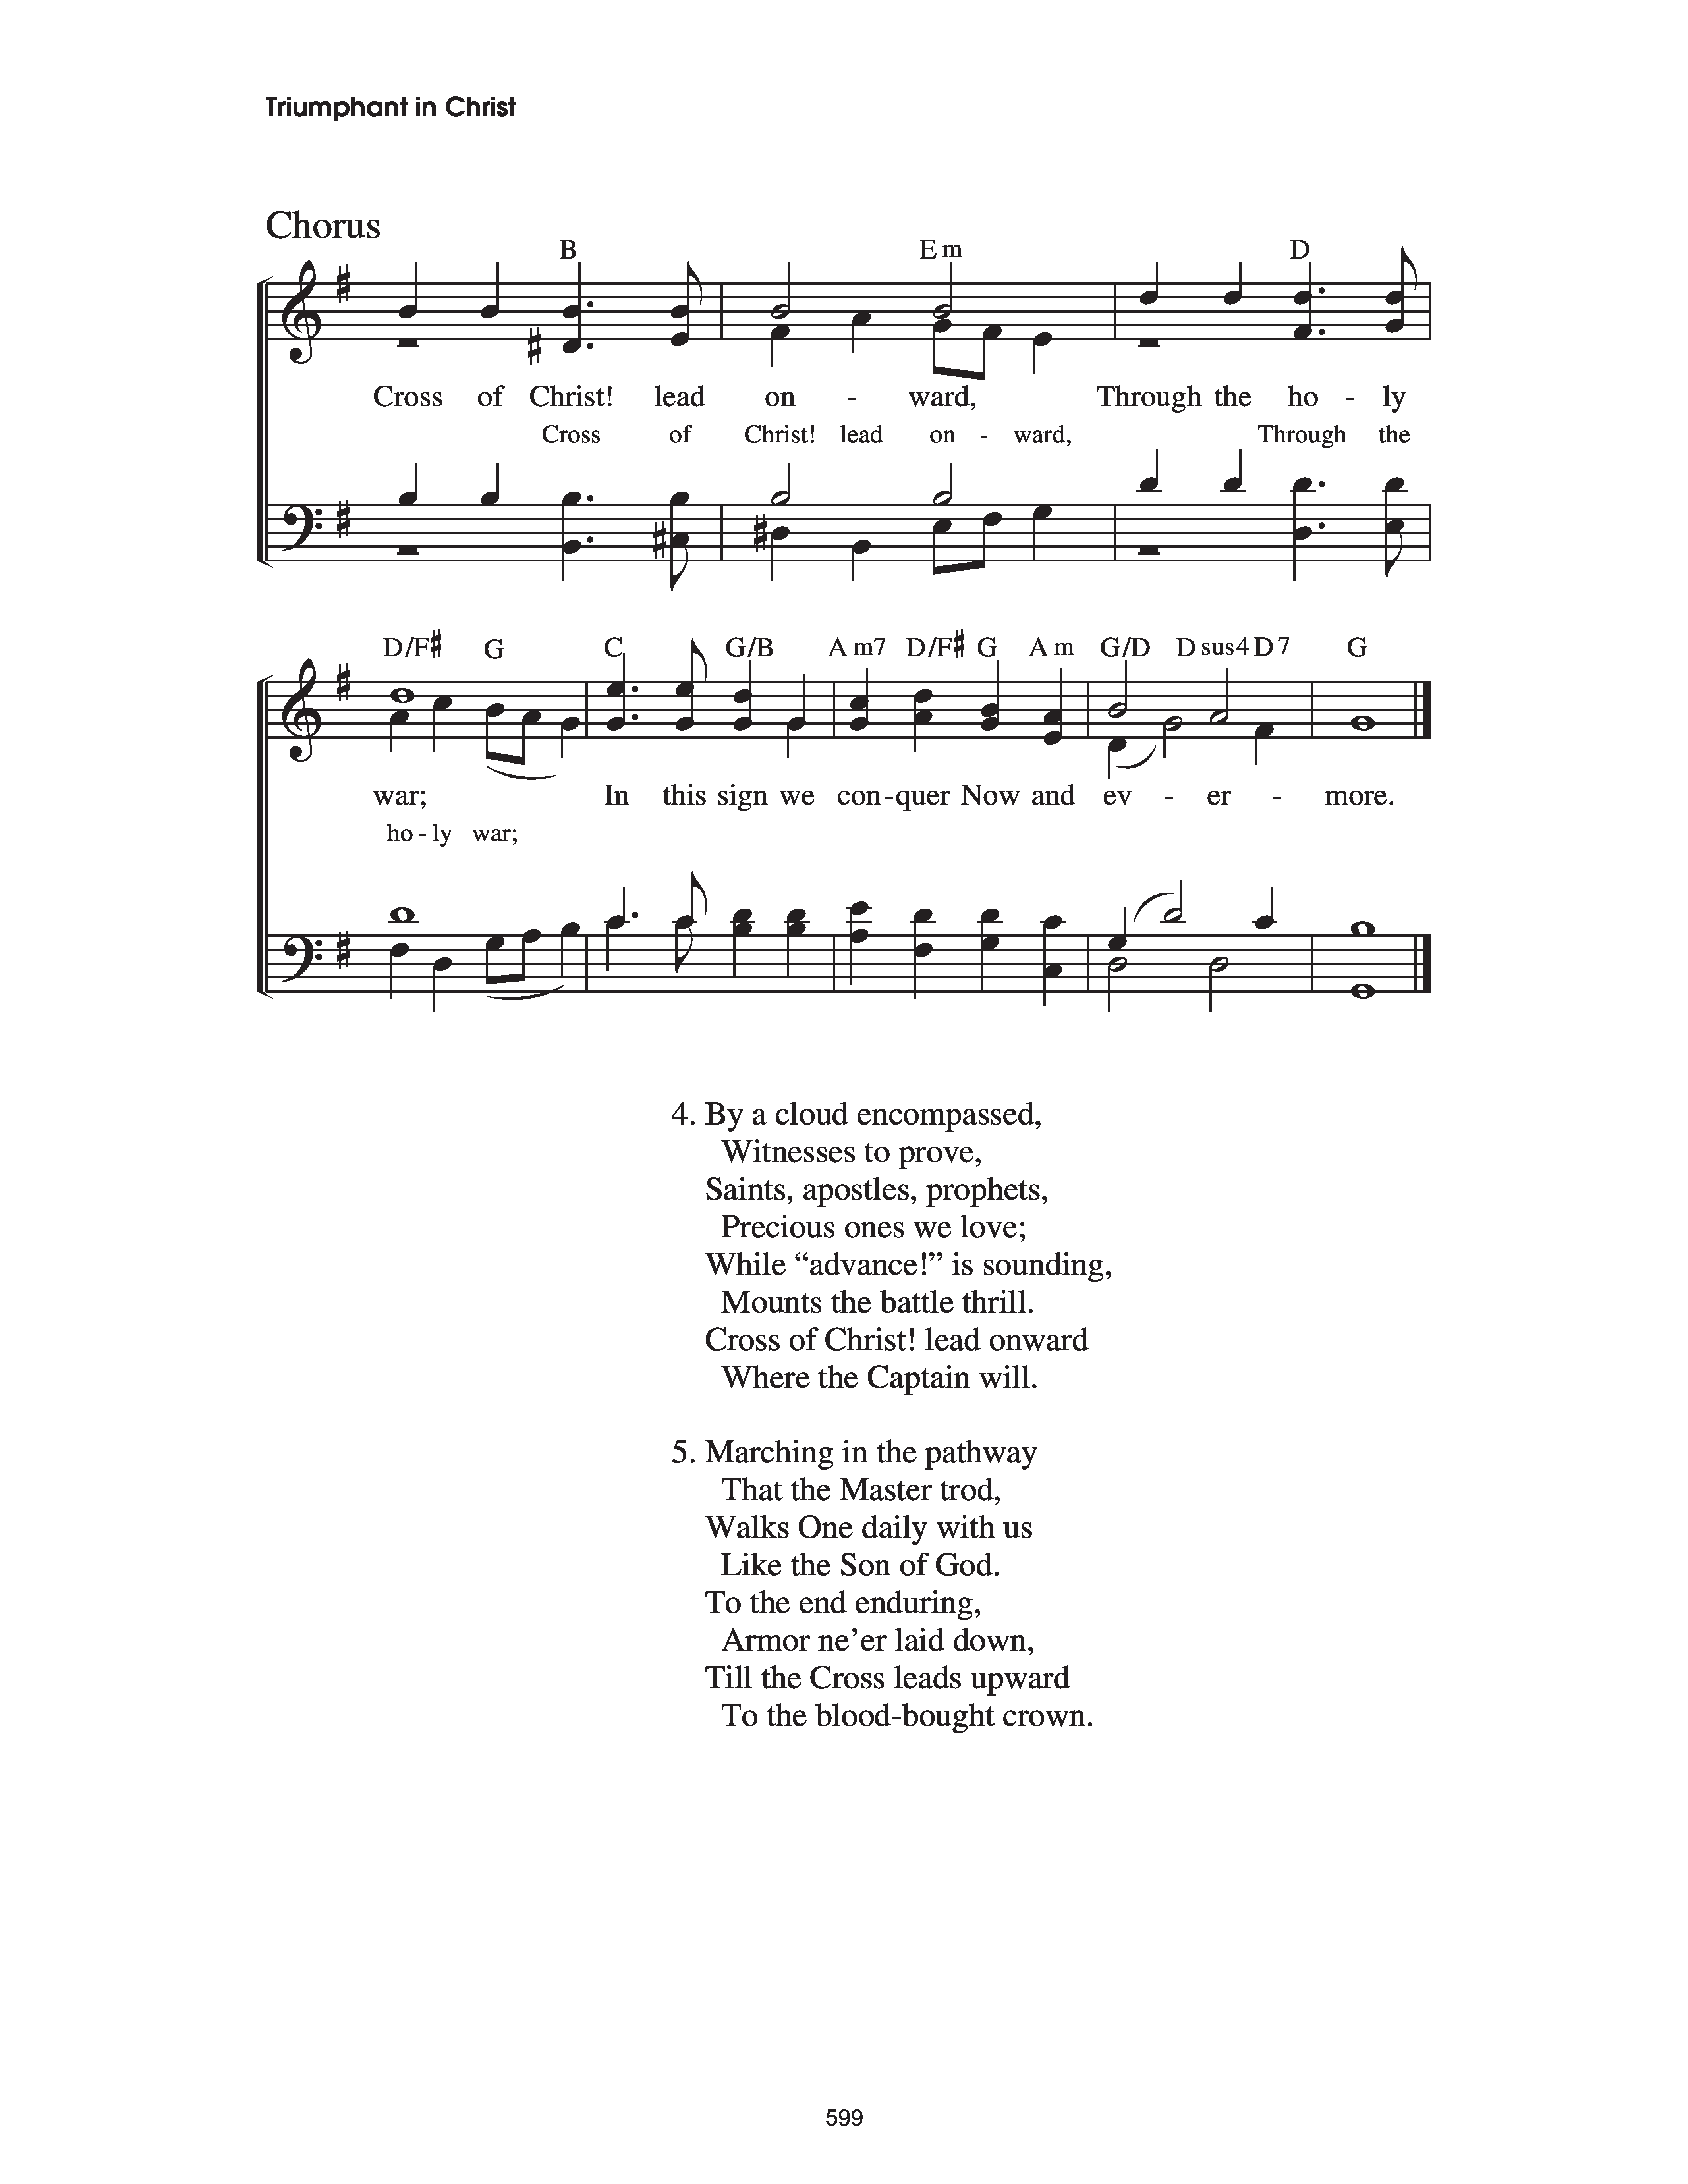 Triumphant in Christ
Chorus
B Em D
Cross of Christ! lead on - ward, Through the ho - ly
Cross of Christ! lead on - ward, Through the
D/F♯ G C G/B Am7 D/F♯ G Am G/D Dsus4 D7 G
war; In this sign we con-quer Now and ev - er - more.
ho - ly war;
4. By a cloud encompassed,
Witnesses to prove,
Saints, apostles, prophets,
Precious ones we love;
While “advance!” is sounding,
Mounts the battle thrill.
Cross of Christ! lead onward
Where the Captain will.
5. Marching in the pathway
That the Master trod,
Walks One daily with us
Like the Son of God.
To the end enduring,
Armor ne’er laid down,
Till the Cross leads upward
To the blood-bought crown.
599